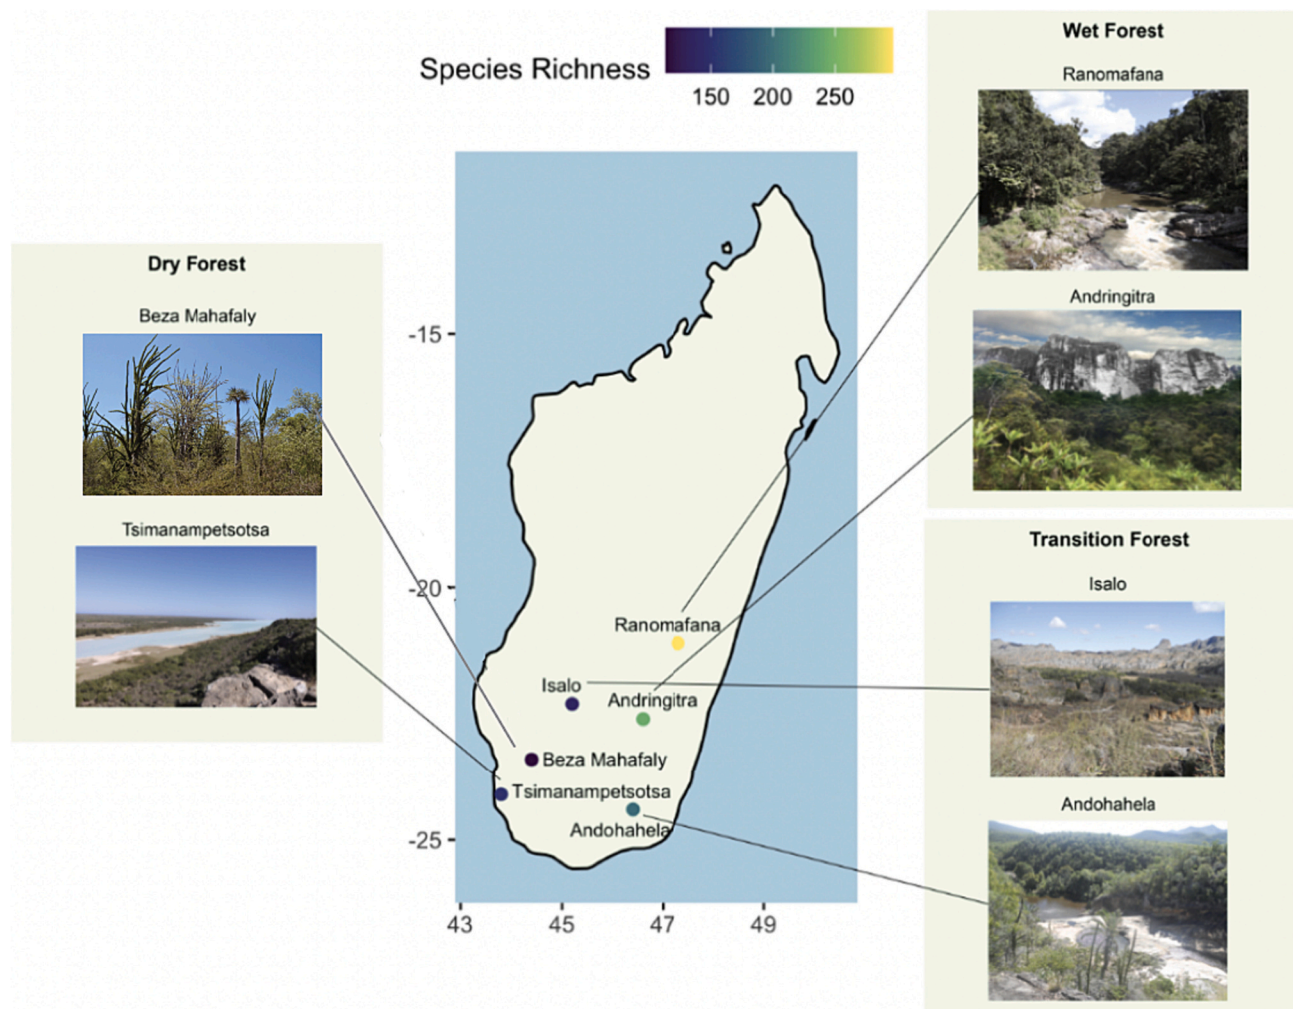 Species Richness
150 200 250
Wet Forest
Ranomafana
Andringitra
Dry Forest
Beza Mahafaly
Tsimanampetsotsa
Transition Forest
Isalo
Andohahela
-15
-20
-25
Ranomafana
Isalo
Andringitra
Beza Mahafaly
Tsimanampetsotsa
Andohahela
43 45 47 49